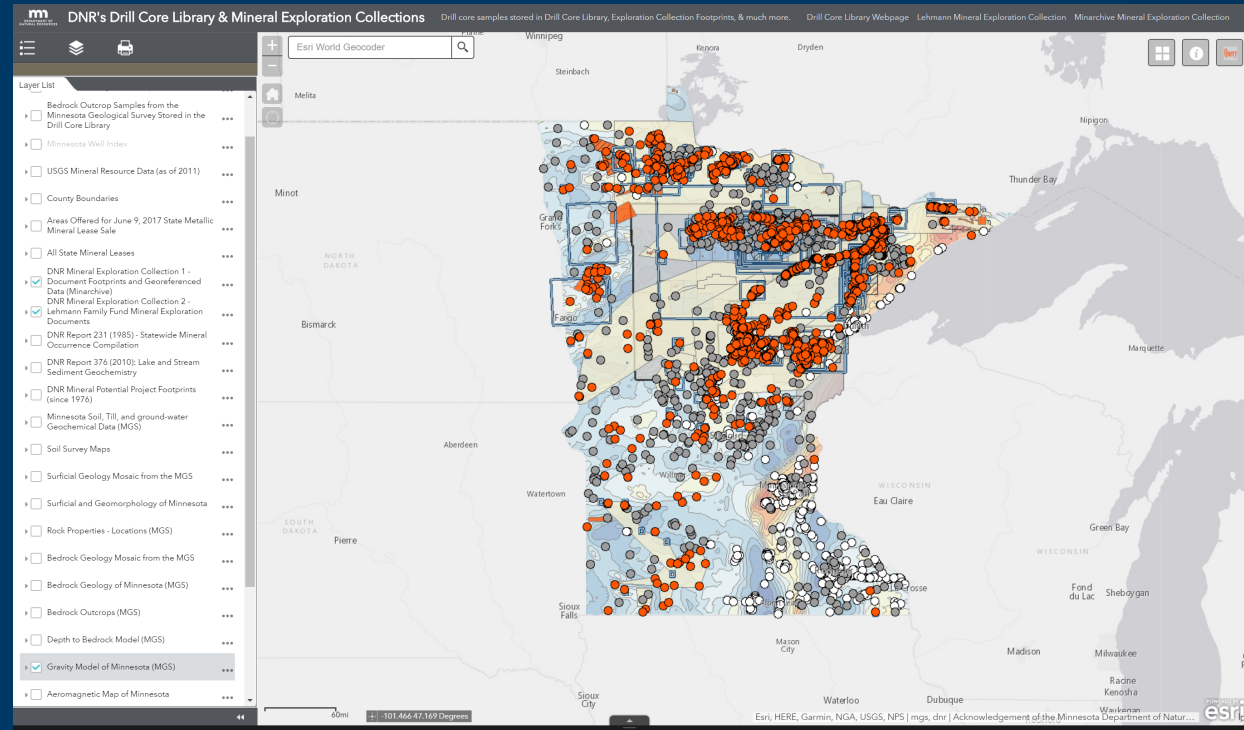 DEPARTMENT OF
NATURAL RESOURCES
DNR's Drill Core Library & Mineral Exploration Collections
Drill core samples stored in Drill Core Library, Exploration Collection Footprints, & much more.
Drill Core Library Webpage
Lehmann Mineral Exploration Collection
Minarchive Mineral Exploration Collection
Layer List
Bedrock Outcrop Samples from the
Minnesota Geological Survey Stored in the
Drill Core Library
Minnesota Well Index
USGS Mineral Resource Data (as of 2011)
County Boundaries
Areas Offered for June 9, 2017 State Metallic
Mineral Lease Sale
All State Mineral Leases
DNR Mineral Exploration Collection 1 -
Document Footprints and Georeferenced
Data (Minarchive)
DNR Mineral Exploration Collection 2 -
Lehmann Family Fund Mineral Exploration
Documents
DNR Report 231 (1985) - Statewide Mineral
Occurrence Compilation
DNR Report 376 (2010); Lake and Stream
Sediment Geochemistry
DNR Mineral Potential Project Footprints
(since 1976)
Minnesota Soil, Till, and ground-water
Geochemical Data (MGS)
Soil Survey Maps
Surficial Geology Mosaic from the MGS
Surficial and Geomorphology of Minnesota
Rock Properties - Locations (MGS)
Bedrock Geology Mosaic from the MGS
Bedrock Geology of Minnesota (MGS)
Bedrock Outcrops (MGS)
Depth to Bedrock Model (MGS)
Gravity Model of Minnesota (MGS)
Aeromagnetic Map of Minnesota
Esri World Geocoder
Query
Winnipeg
Kenora
Dryden
Steinbach
Melita
Nipigon
Thunder Bay
Minot
Grand
Forks
NORTH
DAKOTA
Bismarck
Fargo
Marquette
Aberdeen
Watertown
WISCONSIN
Eau Claire
SOUTH
DAKOTA
Pierre
Green Bay
WISCONSIN
Fond
du Lac
Sheboygan
Sioux
Falls
Mason
City
Madison
Milwaukee
Racine
Kenosha
Sioux
City
Waterloo
Dubuque
Waukegan
60mi
-101.466 47.169 Degrees
Esri, HERE, Garmin, NGA, USGS, NPS | mgs, dnr | Acknowledgement of the Minnesota Department of Natur...
POWERED BY
esri